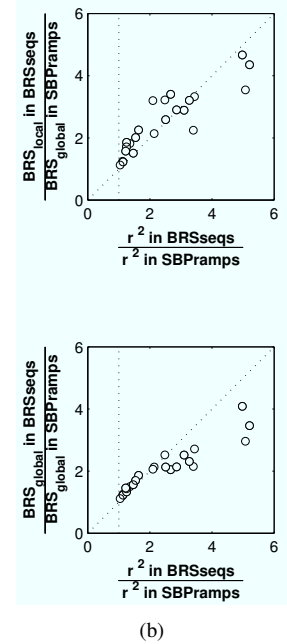 BRS_local in BRSseqs
BRS_global in SBPramps
6
4
2
0
0 2 4 6
r ² in BRSseqs
r ² in SBPramps
BRS_global in BRSseqs
BRS_global in SBPramps
6
4
2
0
0 2 4 6
r ² in BRSseqs
r ² in SBPramps
(b)